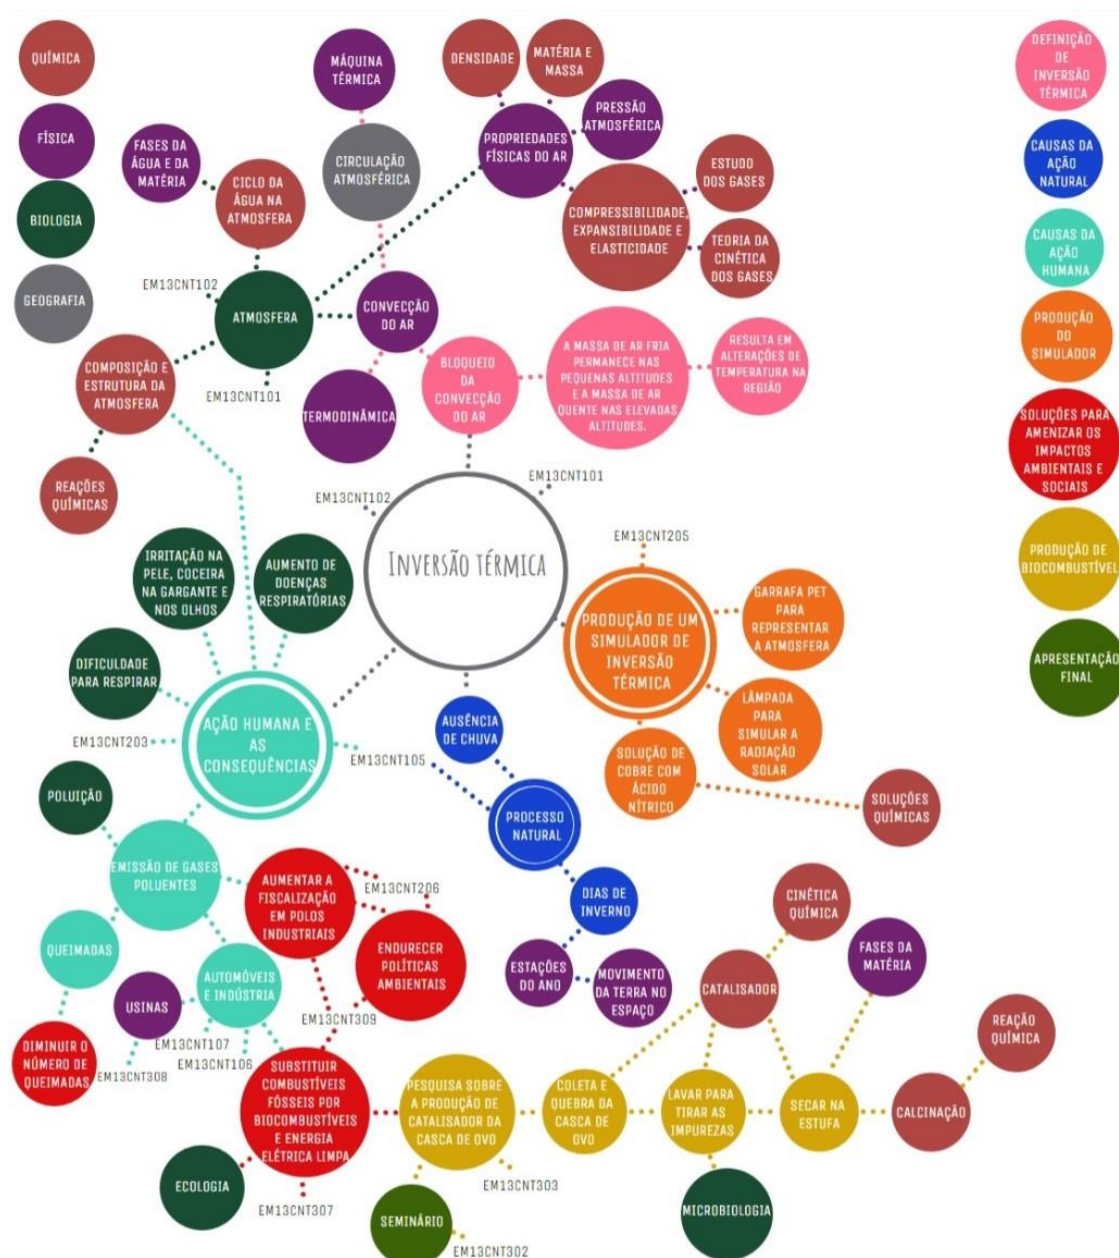 QUÍMICA
FÍSICA
BIOLOGIA
GEOGRAFIA
DEFINIÇÃO
DE
INVERSÃO
TÉRMICA
CAUSAS DA
AÇÃO
NATURAL
CAUSAS DA
AÇÃO
HUMANA
PRODUÇÃO
DO
SIMULADOR
SOLUÇÕES PARA
AMENIZAR OS
IMPACTOS
AMBIENTAIS E
SOCIAIS
PRODUÇÃO DE
BIOCOMBUSTÍVEL
APRESENTAÇÃO
FINAL
MÁQUINA
TÉRMICA
CIRCULAÇÃO
ATMOSFÉRICA
DENSIDADE
MATÉRIA E
MASSA
PRESSÃO
ATMOSFÉRICA
PROPRIEDADES
FÍSICAS DO AR
COMPRESSIBILIDADE,
EXPANSIBILIDADE E
ELASTICIDADE
ESTUDO
DOS GASES
TEORIA DA
CINÉTICA
DOS GASES
FASES DA
ÁGUA E DA
MATÉRIA
CICLO DA
ÁGUA NA
ATMOSFERA
EM13CNT102
ATMOSFERA
EM13CNT101
CONVECÇÃO
DO AR
TERMODINÂMICA
COMPOSIÇÃO E
ESTRUTURA DA
ATMOSFERA
REAÇÕES
QUÍMICAS
BLOQUEIO
DA
CONVECÇÃO
DO AR
A MASSA DE AR FRIA
PERMANECE NAS
PEQUENAS ALTITUDES
E A MASSA DE AR
QUENTE NAS ELEVADAS
ALTITUDES.
RESULTA EM
ALTERAÇÕES DE
TEMPERATURA NA
REGIÃO
EM13CNT102
EM13CNT101
INVERSÃO TÉRMICA
EM13CNT205
PRODUÇÃO DE UM
SIMULADOR DE
INVERSÃO
TÉRMICA
GARRAFA PET
PARA
REPRESENTAR
A ATMOSFERA
LÂMPADA
PARA
SIMULAR A
RADIAÇÃO
SOLAR
SOLUÇÃO DE
COBRE COM
ÁCIDO
NÍTRICO
SOLUÇÕES
QUÍMICAS
IRRITAÇÃO NA
PELE, COCEIRA
NA GARGANTE E
NOS OLHOS
AUMENTO DE
DOENÇAS
RESPIRATÓRIAS
DIFICULDADE
PARA RESPIRAR
EM13CNT203
AÇÃO HUMANA E
AS
CONSEQUÊNCIAS
EM13CNT105
AUSÊNCIA
DE CHUVA
PROCESSO
NATURAL
DIAS DE
INVERNO
ESTAÇÕES
DO ANO
MOVIMENTO
DA TERRA NO
ESPAÇO
POLUIÇÃO
EMISSÃO DE GASES
POLUENTES
QUEIMADAS
DIMINUIR O
NÚMERO DE
QUEIMADAS
AUTOMÓVEIS
E INDÚSTRIA
USINAS
EM13CNT107
EM13CNT106
EM13CNT308
AUMENTAR A
FISCALIZAÇÃO
EM POLOS
INDUSTRIAIS
EM13CNT206
ENDURECER
POLÍTICAS
AMBIENTAIS
EM13CNT309
SUBSTITUIR
COMBUSTÍVEIS
FÓSSEIS POR
BIOCOMBUSTÍVEIS
E ENERGIA
ELÉTRICA LIMPA
ECOLOGIA
EM13CNT307
PESQUISA SOBRE
A PRODUÇÃO DE
CATALISADOR DA
CASCA DE OVO
EM13CNT303
SEMINÁRIO
EM13CNT302
COLETA E
QUEBRA DA
CASCA DE
OVO
LAVAR PARA
TIRAR AS
IMPUREZAS
MICROBIOLOGIA
SECAR NA
ESTUFA
CATALISADOR
CINÉTICA
QUÍMICA
FASES DA
MATÉRIA
CALCINAÇÃO
REAÇÃO
QUÍMICA